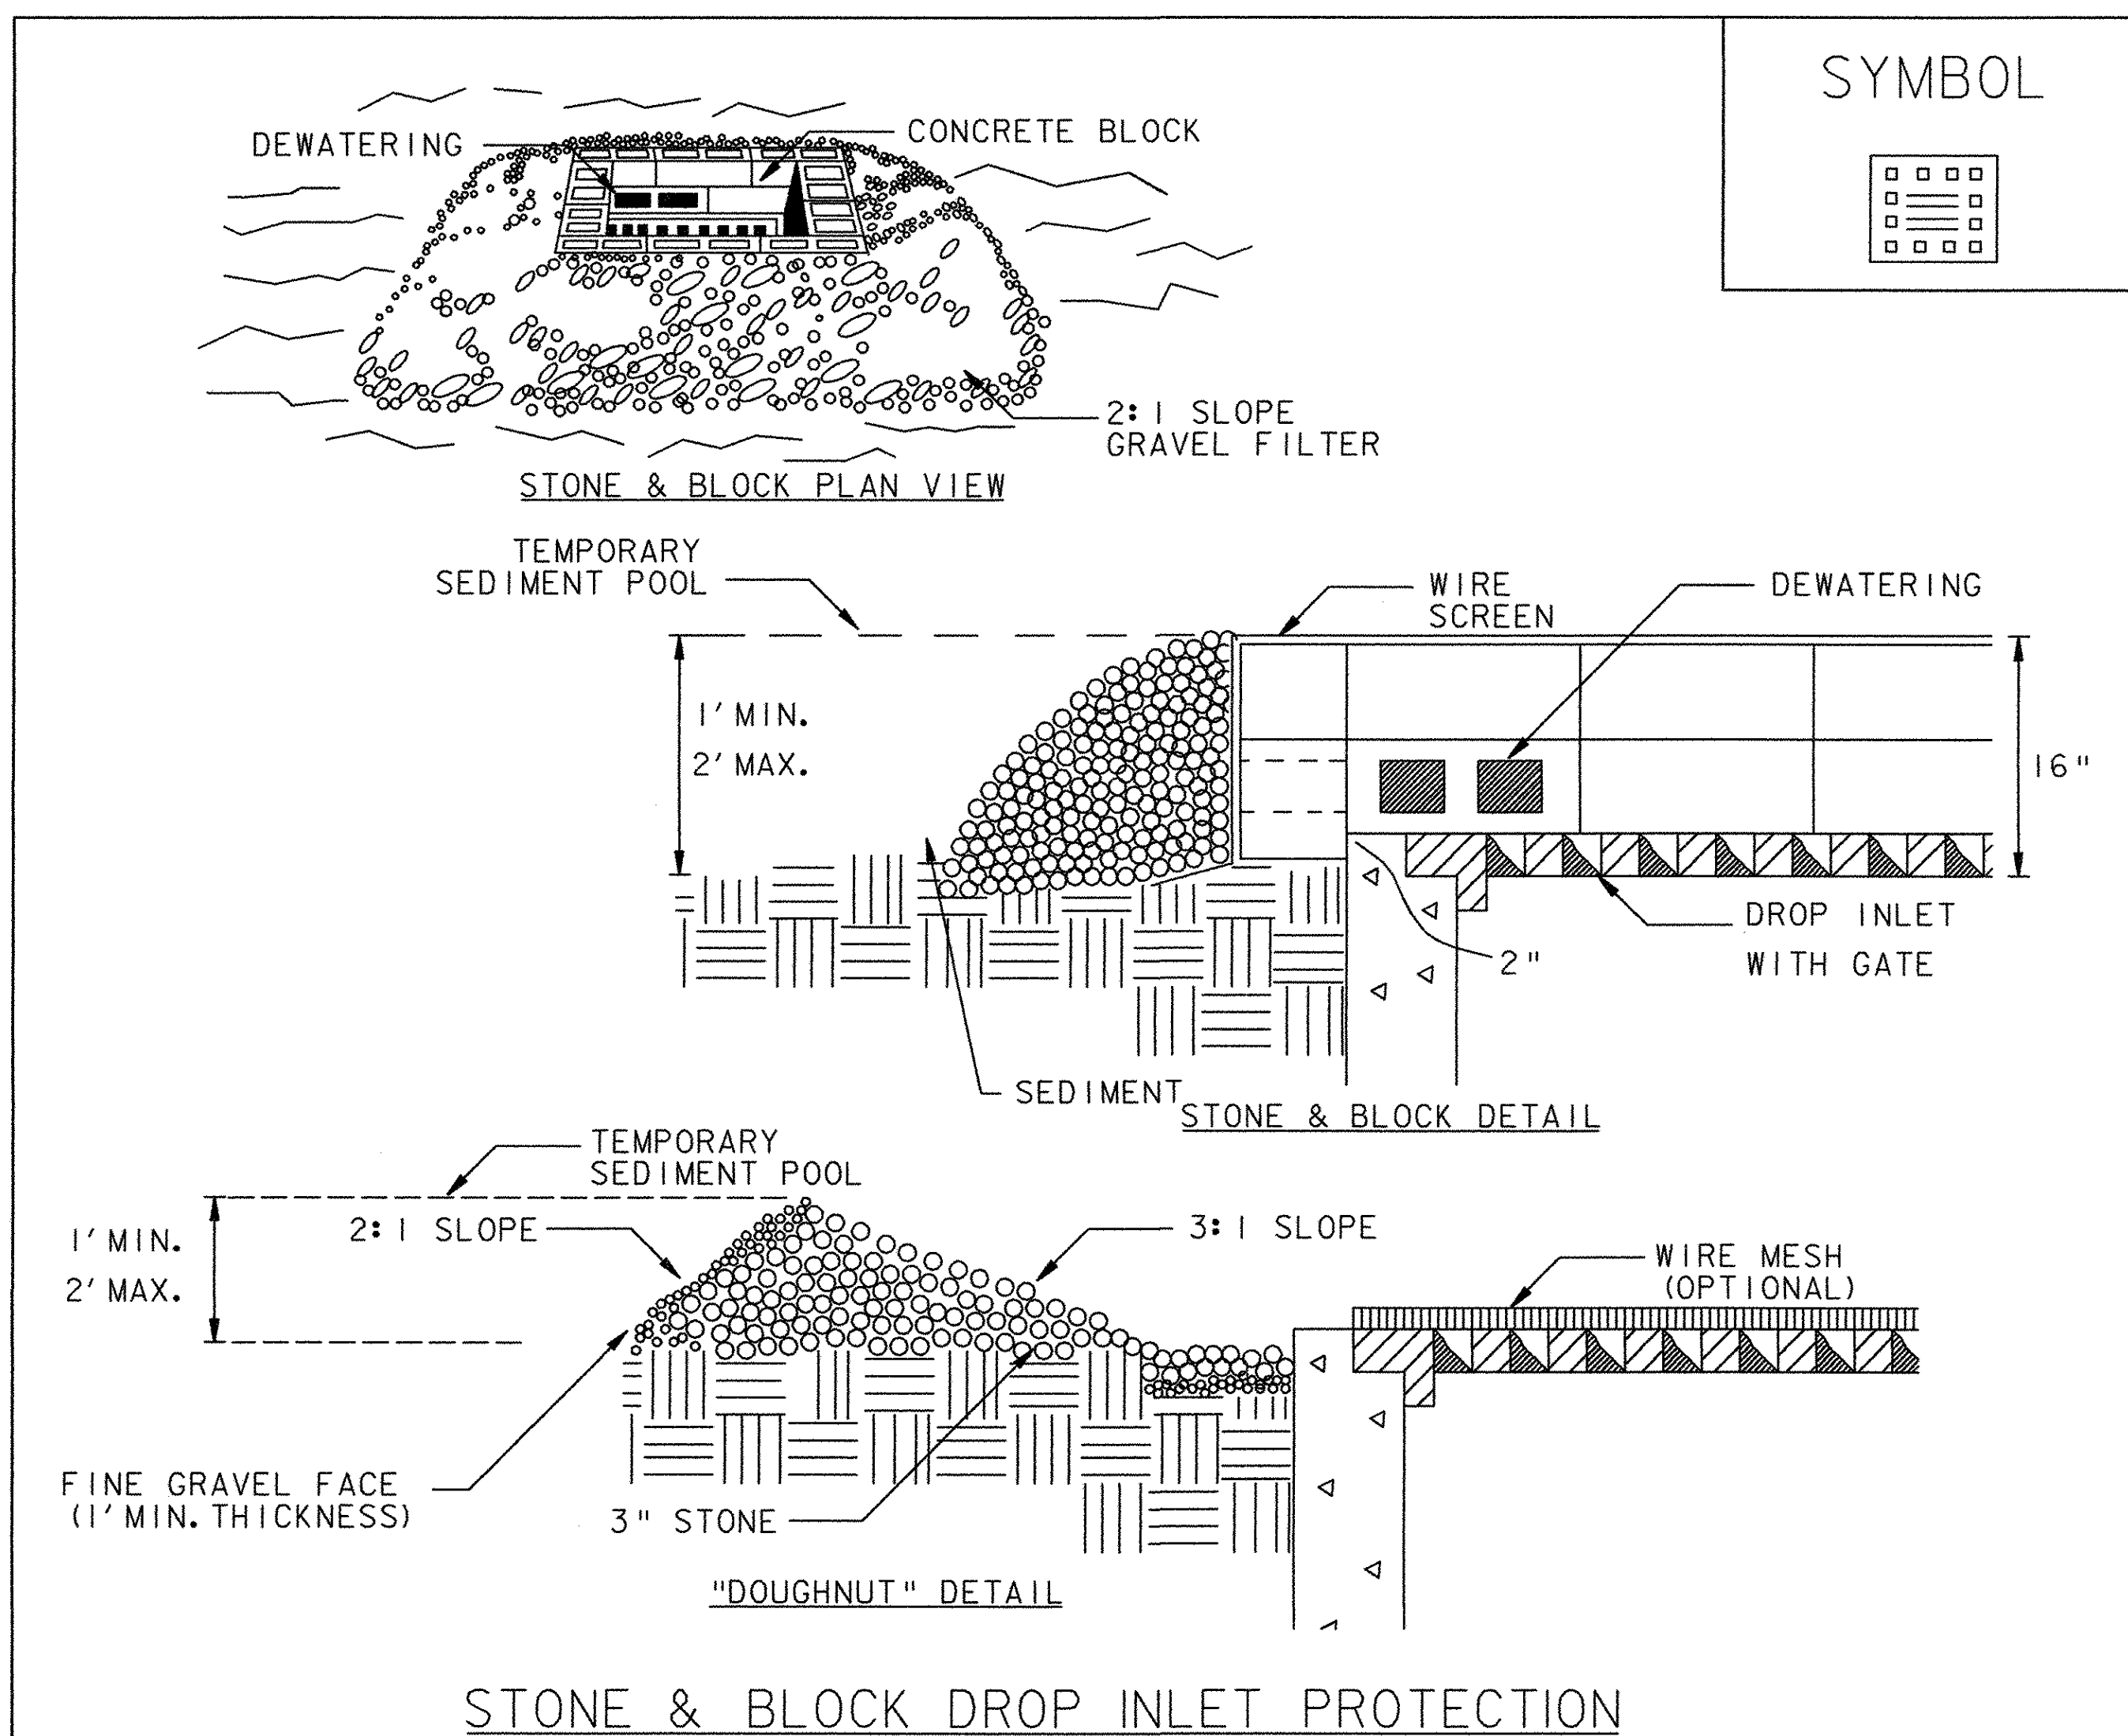 SYMBOL
DEWATERING
CONCRETE BLOCK
2:1 SLOPE
GRAVEL FILTER
STONE & BLOCK PLAN VIEW
TEMPORARY
SEDIMENT POOL
WIRE
SCREEN
DEWATERING
1' MIN.
2' MAX.
16"
DROP INLET
WITH GATE
2"
SEDIMENT
STONE & BLOCK DETAIL
TEMPORARY
SEDIMENT POOL
2:1 SLOPE
3:1 SLOPE
1' MIN.
2' MAX.
WIRE MESH
(OPTIONAL)
FINE GRAVEL FACE
(1' MIN. THICKNESS)
3" STONE
"DOUGHNUT" DETAIL
STONE & BLOCK DROP INLET PROTECTION